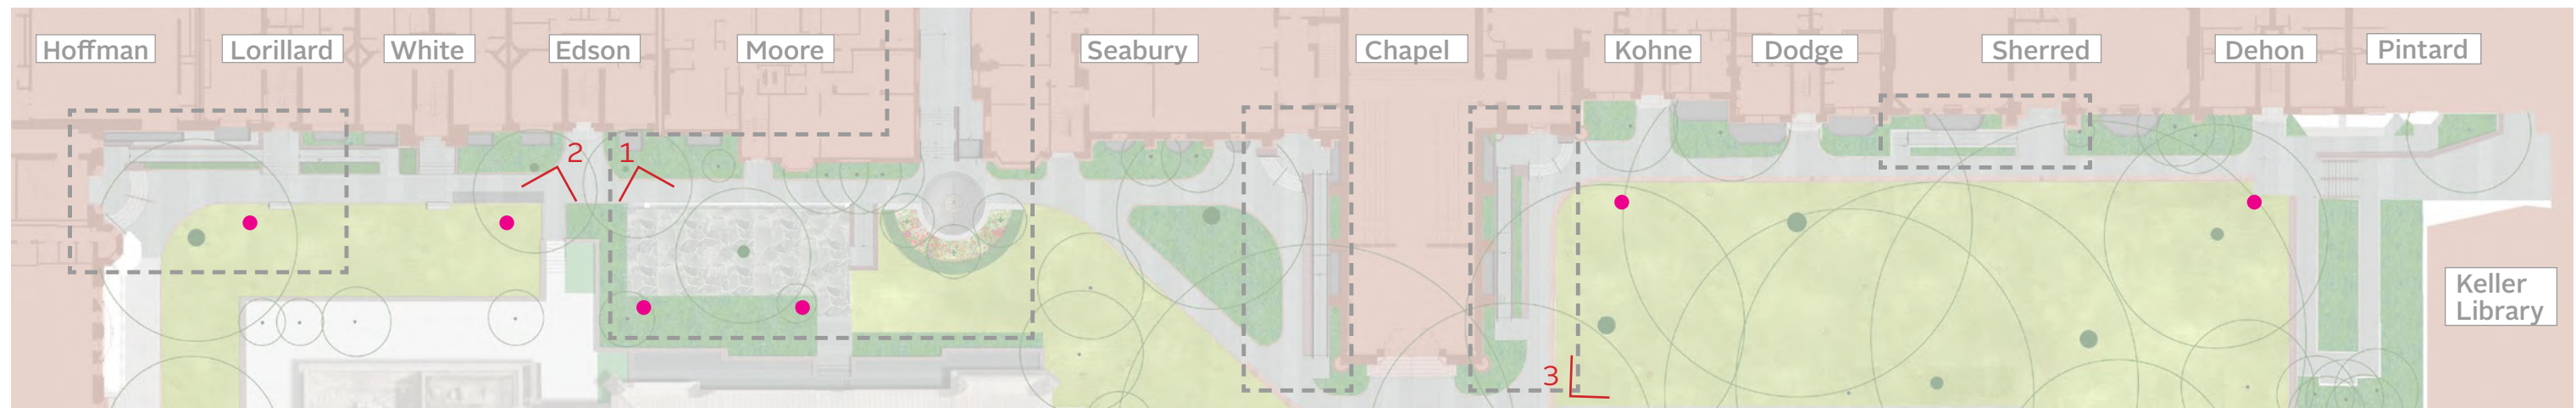 Hoffman
Lorillard
White
Edson
Moore
Seabury
Chapel
Kohne
Dodge
Sherred
Dehon
Pintard
2
1
Keller
Library
3